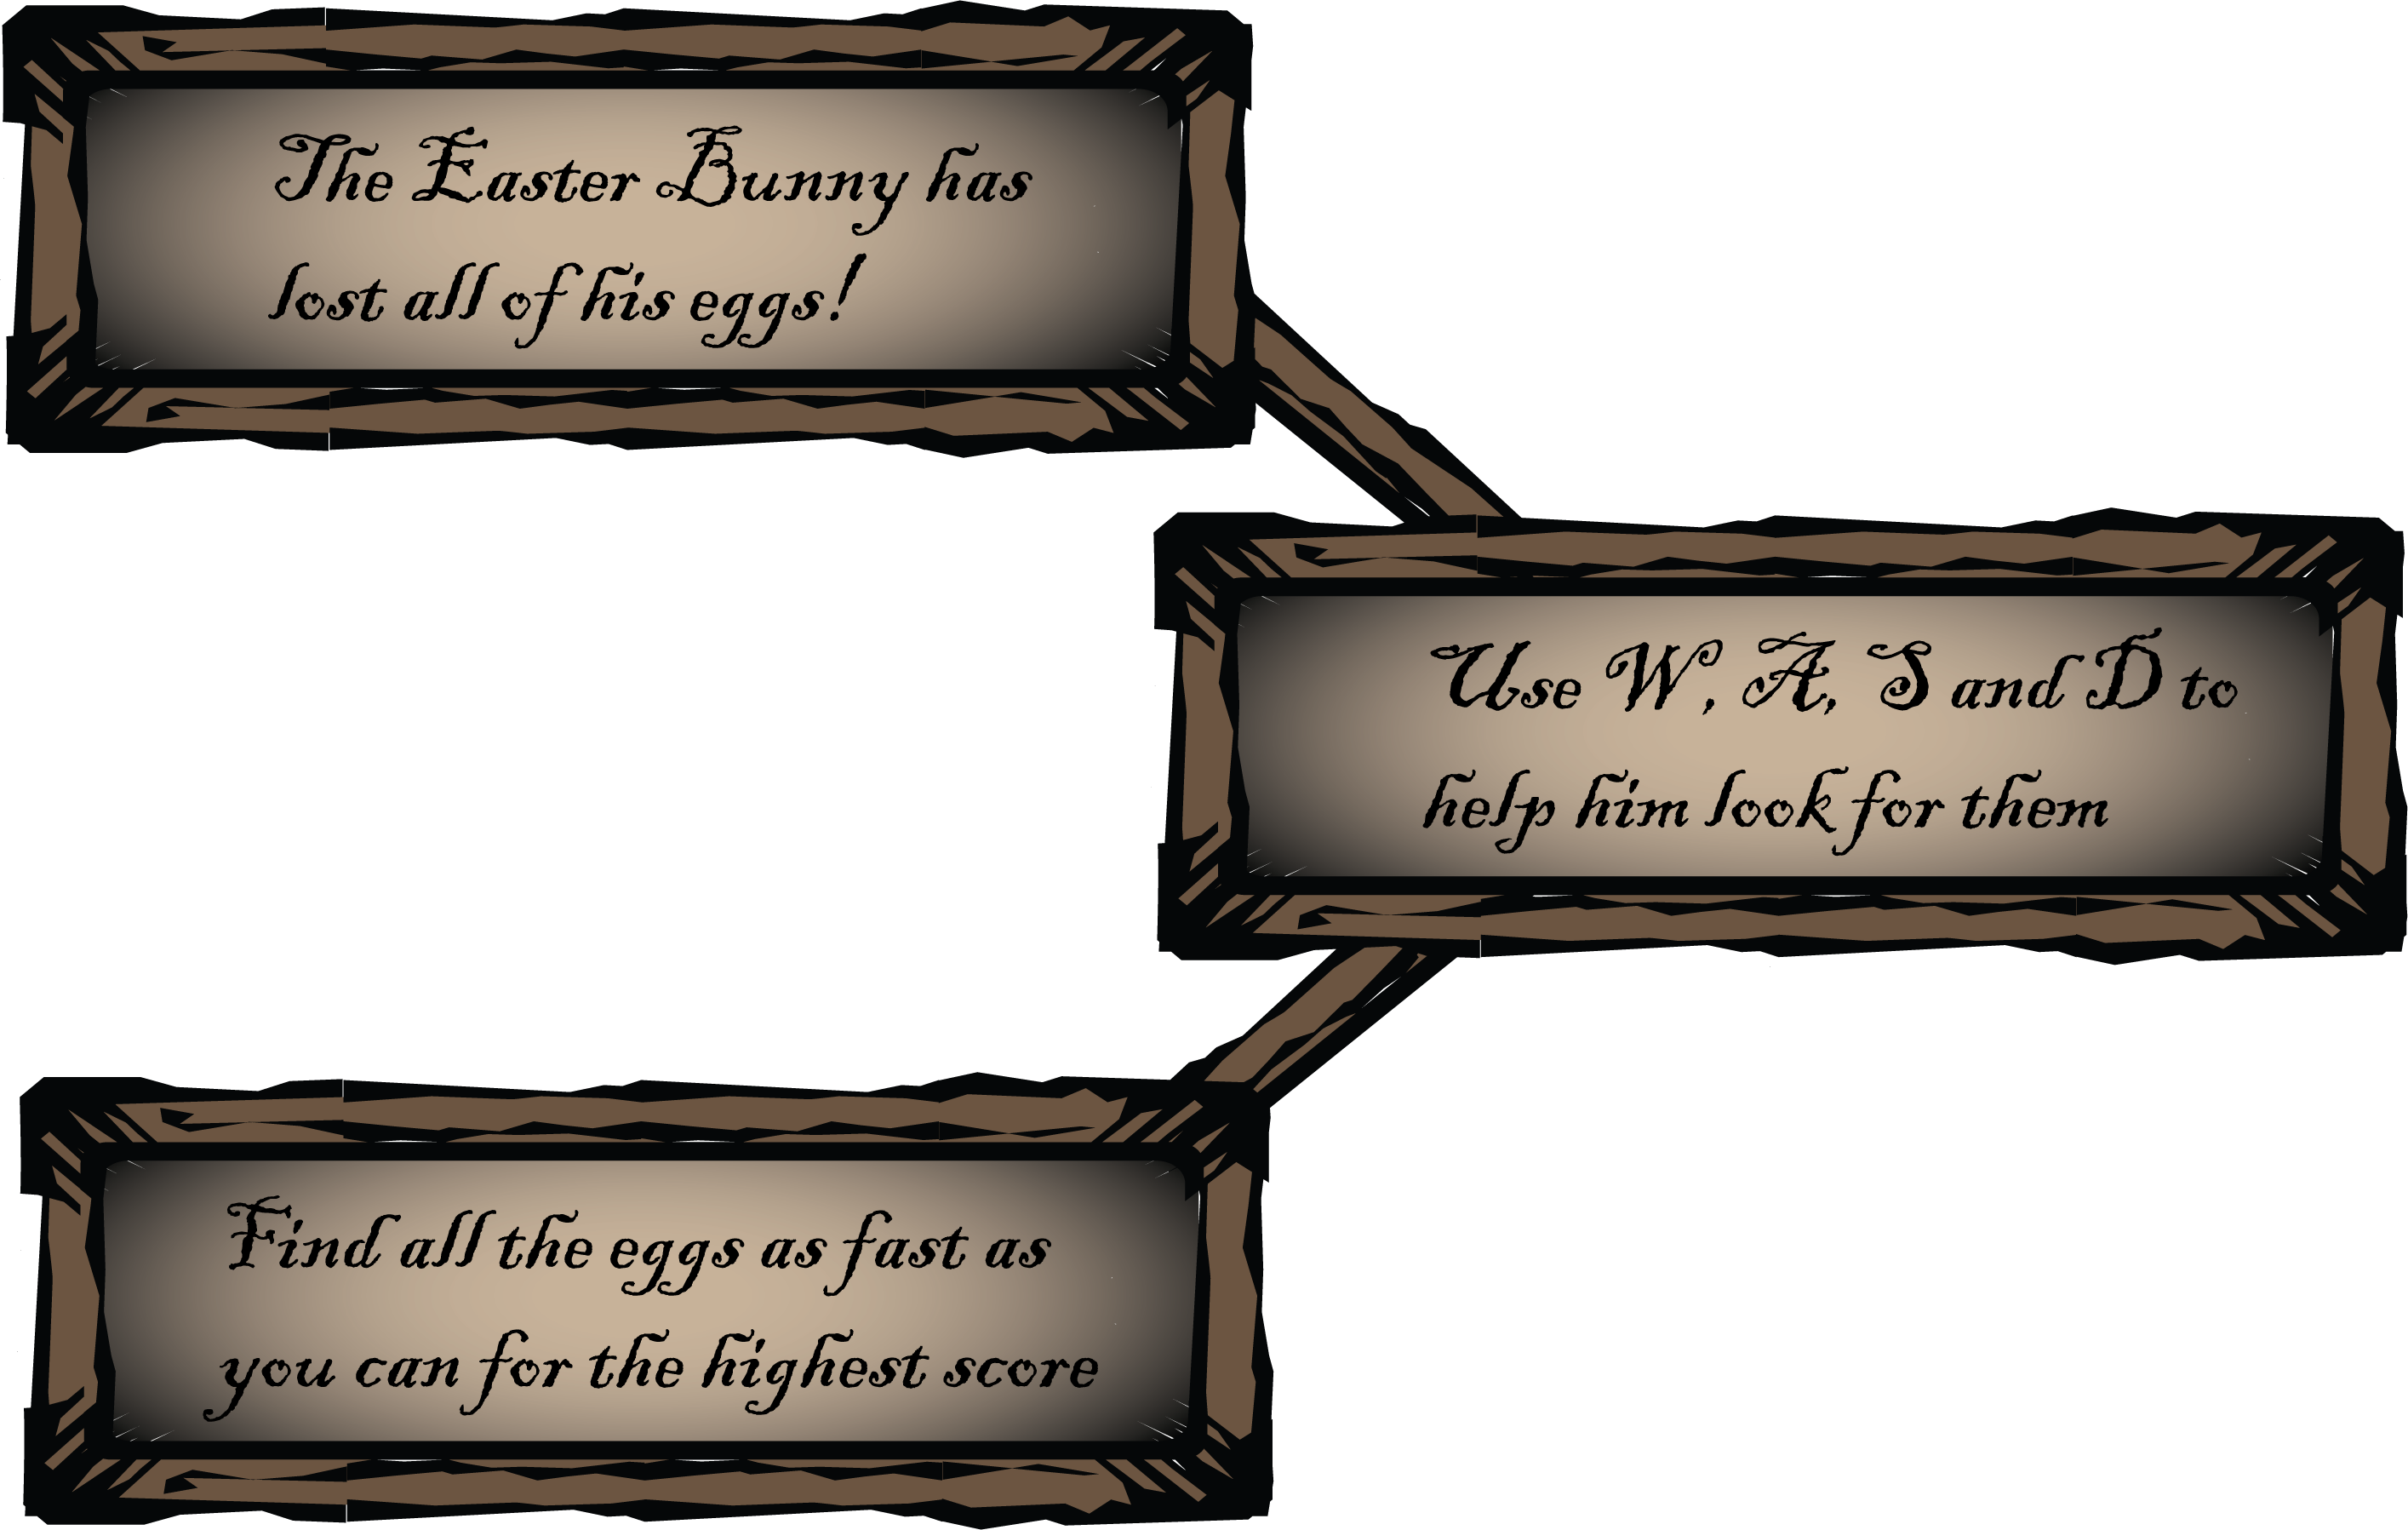 The Easter Bunny has
lost all of his eggs!
Use W, A, S and D to
help him look for them
Find all the eggs as fast as
you can for the highest score